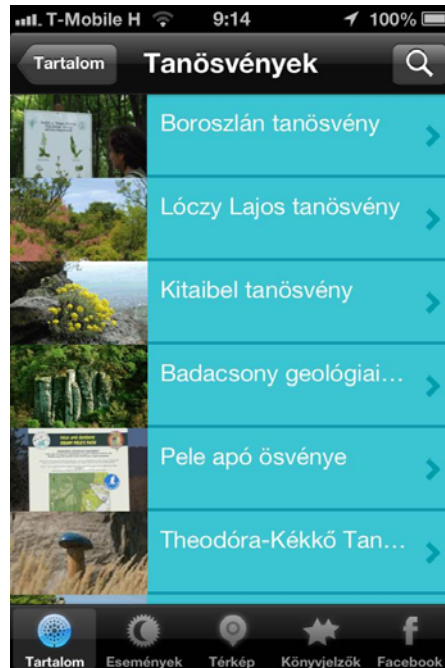 T-Mobile H 9:14 100%
Tartalom Tanösvények
Boroszlán tanösvény
Lóczy Lajos tanösvény
Kitaibel tanösvény
Badacsony geológiai...
Pele apó ösvénye
Theodóra-Kékkő Tan...
Tartalom Események Térkép Könyvjelzők Facebook